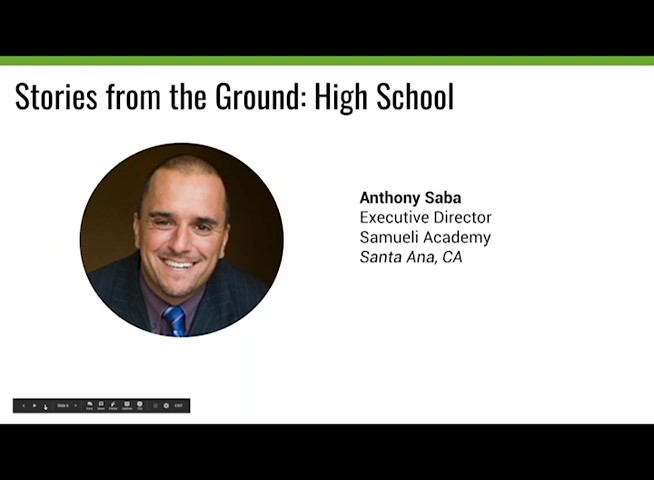 Stories from the Ground: High School
Anthony Saba
Executive Director
Samueli Academy
Santa Ana, CA